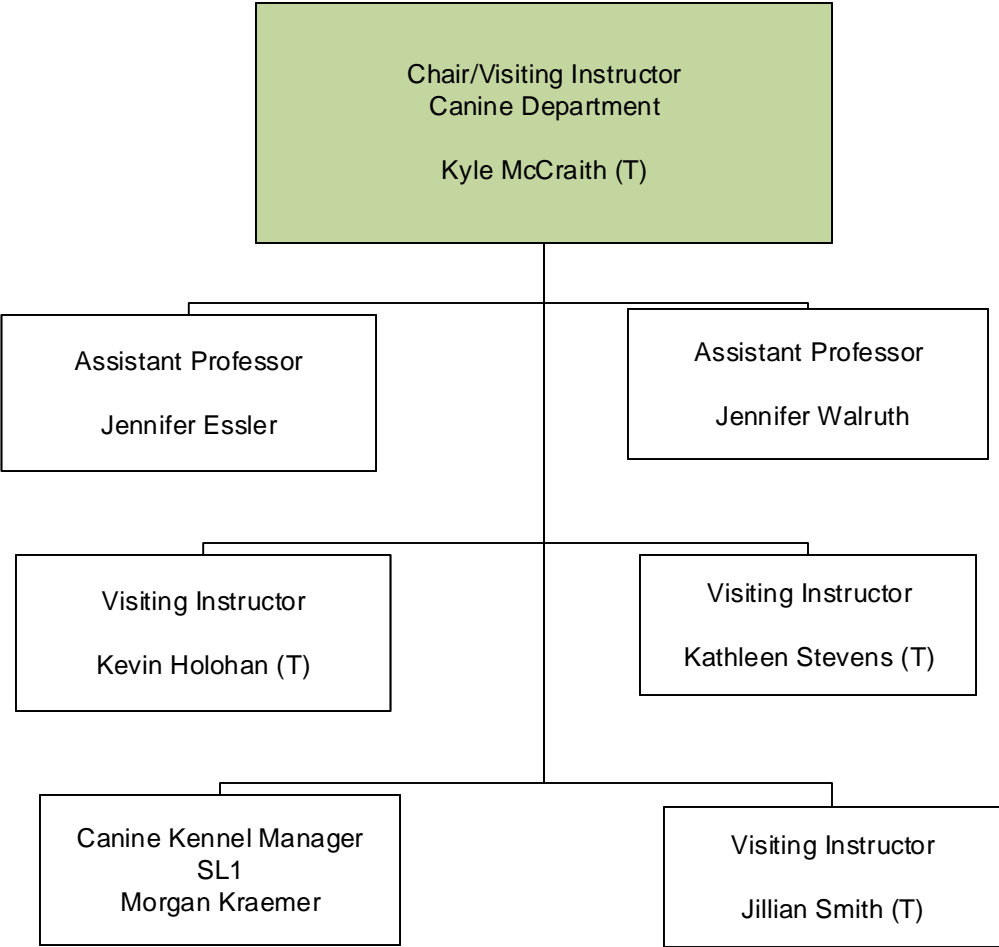 Chair/Visiting Instructor
Canine Department
Kyle McCraith (T)
Assistant Professor
Jennifer Essler
Assistant Professor
Jennifer Walruth
Visiting Instructor
Kevin Holohan (T)
Visiting Instructor
Kathleen Stevens (T)
Canine Kennel Manager
SL1
Morgan Kraemer
Visiting Instructor
Jillian Smith (T)